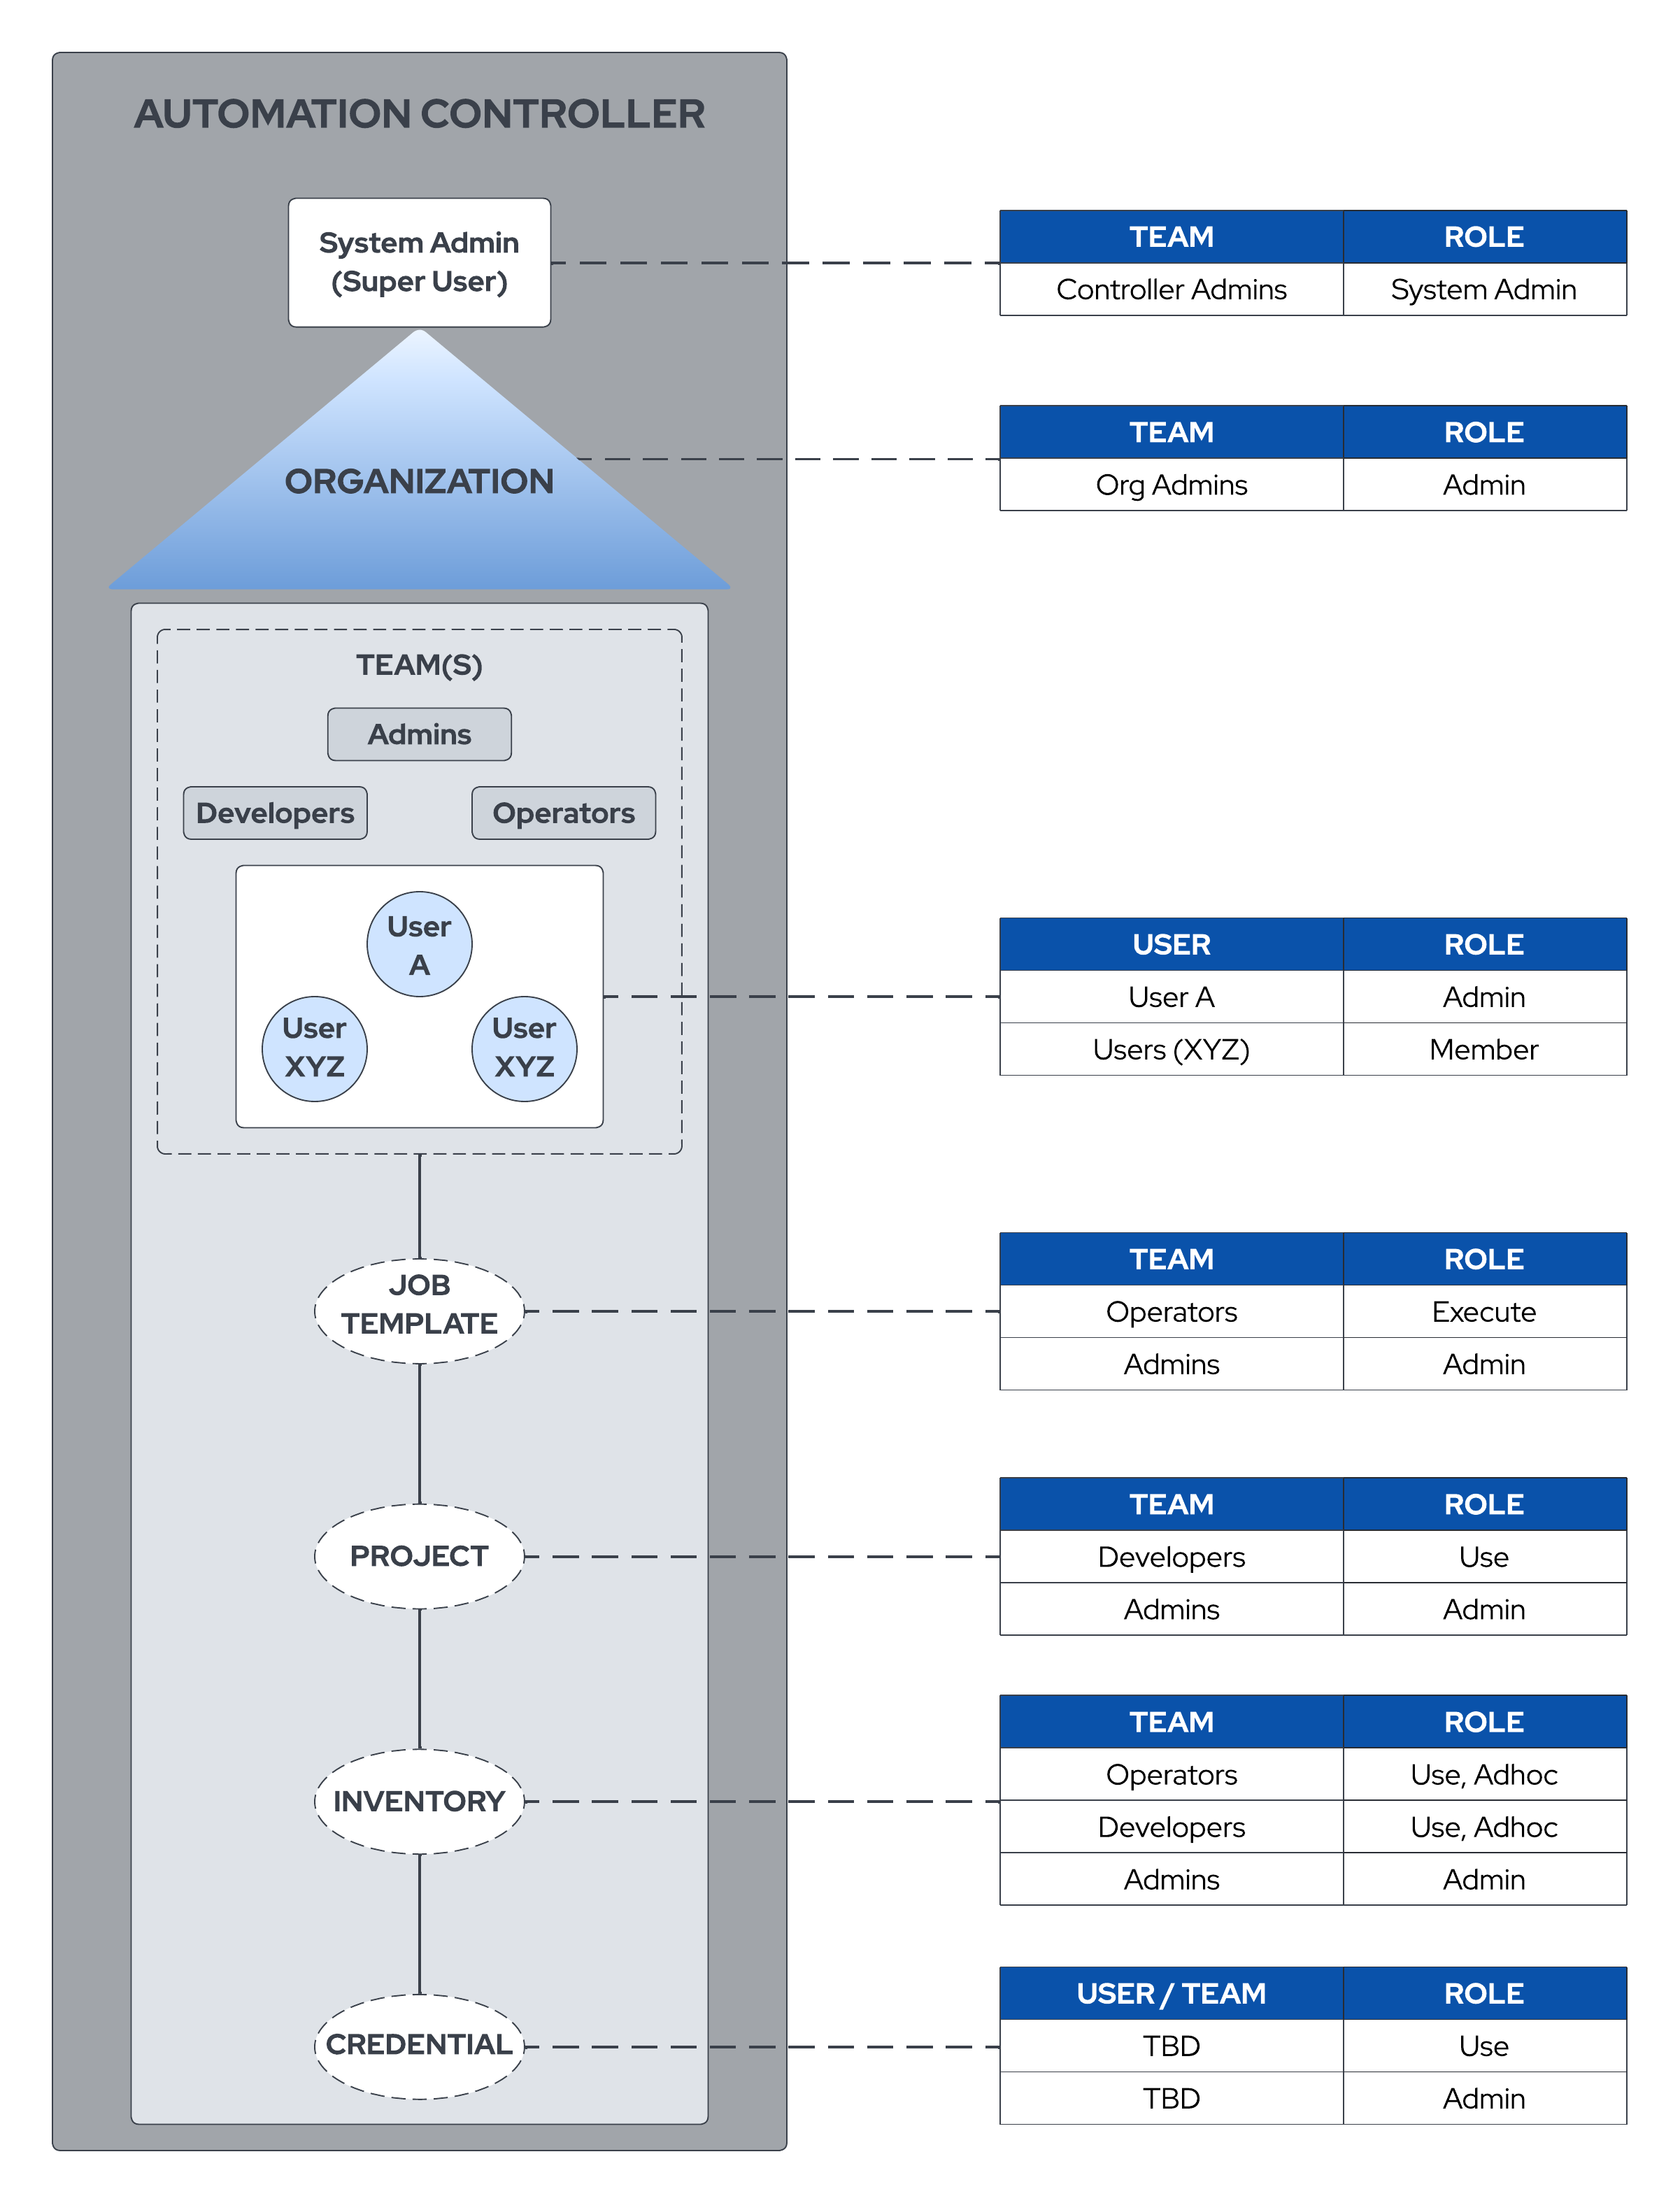 AUTOMATION CONTROLLER
System Admin
(Super User)
TEAM ROLE
Controller Admins System Admin
ORGANIZATION
TEAM ROLE
Org Admins Admin
TEAM(S)
Admins
Developers Operators
User
A
User
XYZ
User
XYZ
USER ROLE
User A Admin
Users (XYZ) Member
JOB
TEMPLATE
TEAM ROLE
Operators Execute
Admins Admin
PROJECT
TEAM ROLE
Developers Use
Admins Admin
INVENTORY
TEAM ROLE
Operators Use, Adhoc
Developers Use, Adhoc
Admins Admin
CREDENTIAL
USER / TEAM ROLE
TBD Use
TBD Admin